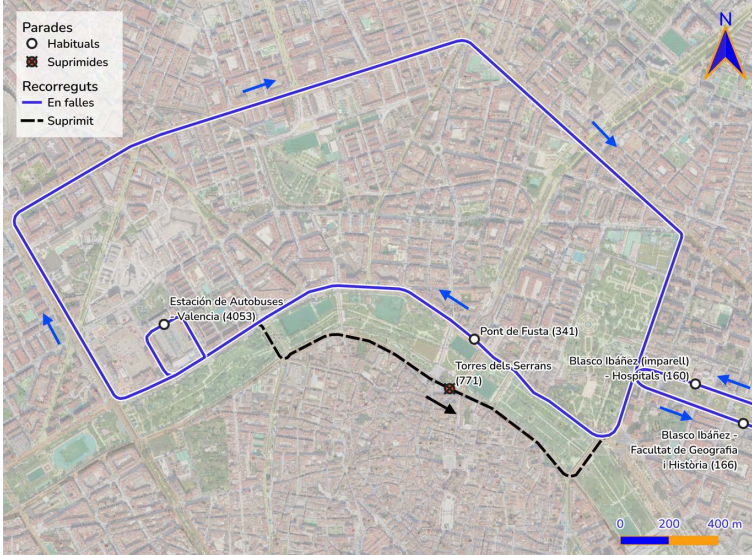 Parades
Habituals
Suprimides
Recorreguts
En falles
Suprimit
N
Estación de Autobuses
- Valencia (4053)
Pont de Fusta (341)
Torres dels Serrans
(771)
Blasco Ibáñez (imparell)
- Hospitals (160)
Blasco Ibáñez -
Facultat de Geografia
i Història (166)
0 200 400 m